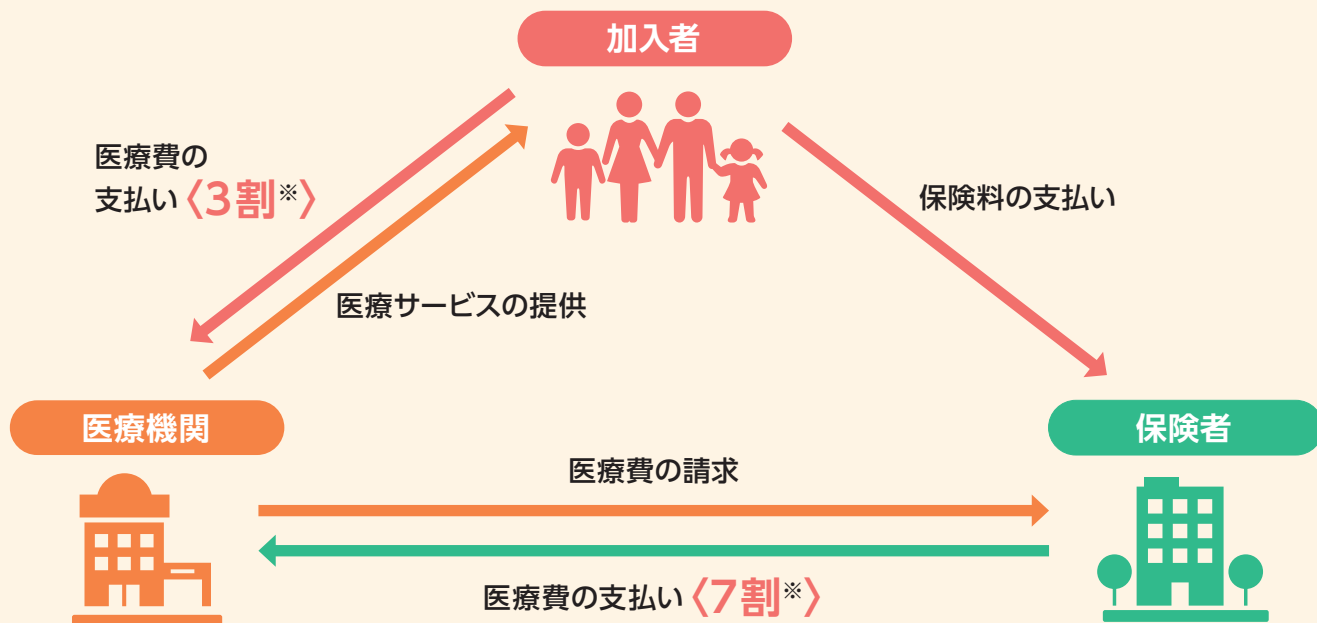 加入者
医療費の
支払い〈3割※〉
保険料の支払い
医療サービスの提供
医療機関
保険者
医療費の請求
医療費の支払い〈7割※〉